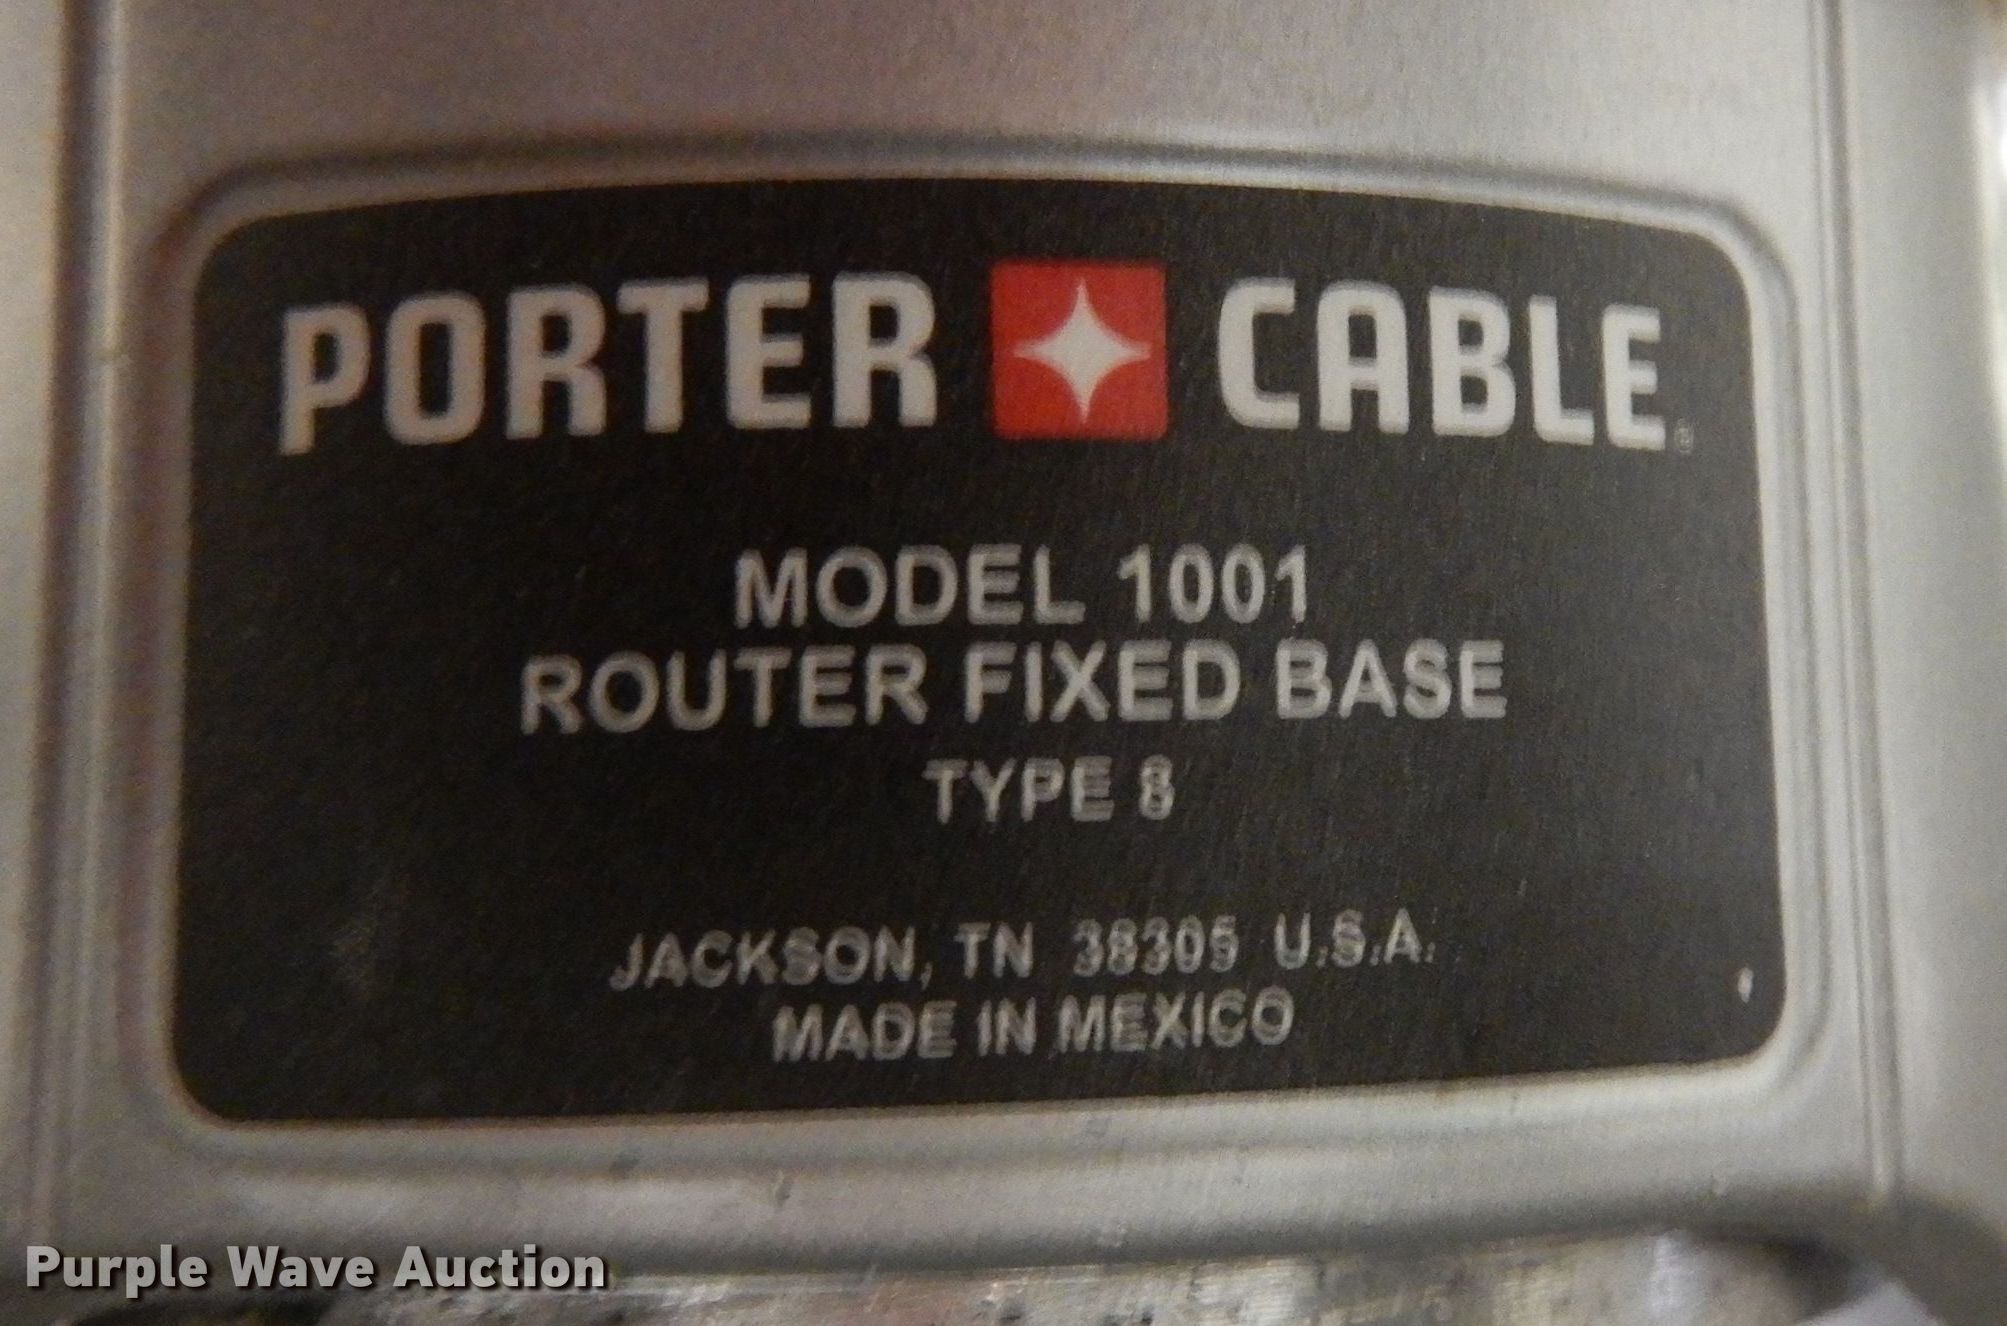 PORTER CABLE®
MODEL 1001
ROUTER FIXED BASE
TYPE 8
JACKSON, TN 38305 U.S.A.
MADE IN MEXICO
Purple Wave Auction